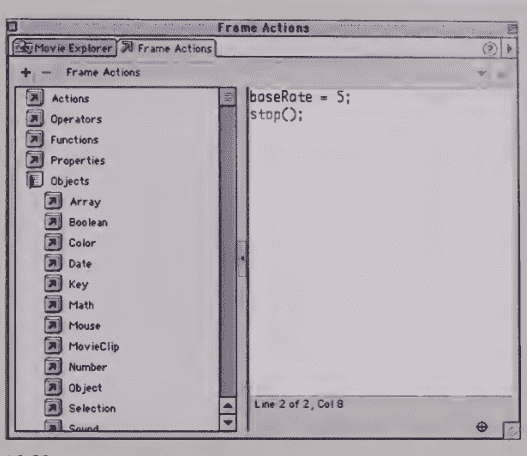 Frame Actions
Movie Explorer
Frame Actions
?
+ - Frame Actions
Actions
Operators
Functions
Properties
Objects
Array
Boolean
Color
Date
Key
Math
Mouse
MovieClip
Number
Object
Selection
Sound
baseRate = 5;
stop();
Line 2 of 2, Col 8